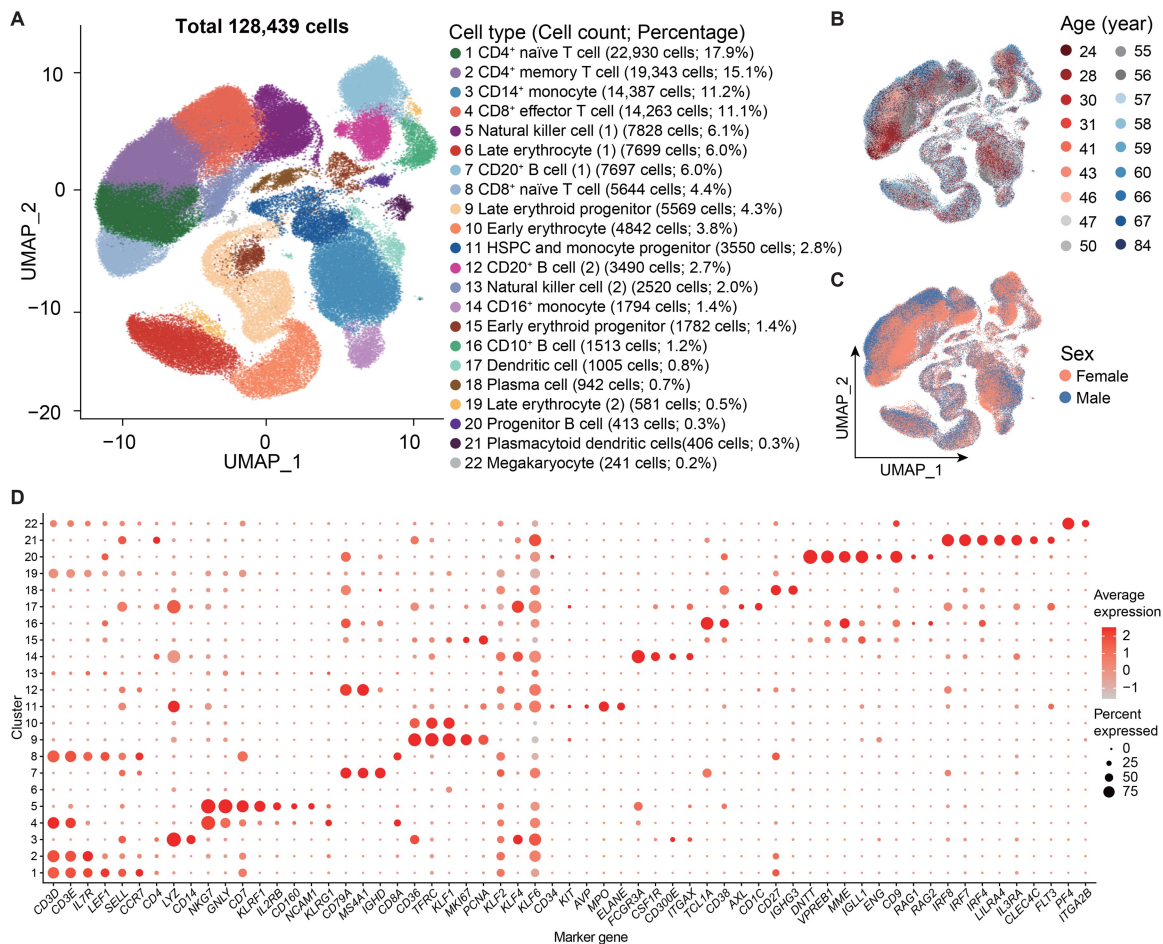 A
Total 128,439 cells
10
0
−10
−20
UMAP_2
−10
0
10
UMAP_1
Cell type (Cell count; Percentage)
1 CD4⁺ naïve T cell (22,930 cells; 17.9%)
2 CD4⁺ memory T cell (19,343 cells; 15.1%)
3 CD14⁺ monocyte (14,387 cells; 11.2%)
4 CD8⁺ effector T cell (14,263 cells; 11.1%)
5 Natural killer cell (1) (7828 cells; 6.1%)
6 Late erythrocyte (1) (7699 cells; 6.0%)
7 CD20⁺ B cell (1) (7697 cells; 6.0%)
8 CD8⁺ naïve T cell (5644 cells; 4.4%)
9 Late erythroid progenitor (5569 cells; 4.3%)
10 Early erythrocyte (4842 cells; 3.8%)
11 HSPC and monocyte progenitor (3550 cells; 2.8%)
12 CD20⁺ B cell (2) (3490 cells; 2.7%)
13 Natural killer cell (2) (2520 cells; 2.0%)
14 CD16⁺ monocyte (1794 cells; 1.4%)
15 Early erythroid progenitor (1782 cells; 1.4%)
16 CD10⁺ B cell (1513 cells; 1.2%)
17 Dendritic cell (1005 cells; 0.8%)
18 Plasma cell (942 cells; 0.7%)
19 Late erythrocyte (2) (581 cells; 0.5%)
20 Progenitor B cell (413 cells; 0.3%)
21 Plasmacytoid dendritic cells(406 cells; 0.3%)
22 Megakaryocyte (241 cells; 0.2%)
B
Age (year)
24 55
28 56
30 57
31 58
41 59
43 60
46 66
47 67
50 84
C
Sex
Female
Male
UMAP_2
UMAP_1
D
22
21
20
19
18
17
16
15
14
13
12
11
10
9
8
7
6
5
4
3
2
1
Cluster
CD3D CD3E IL7R LEF1 SELL CCR7 CD4 LYZ CD14 NKG7 GNLY CD7 KLRF1 IL2RB CD160 NCAM1 KLRG1 CD79A MS4A1 IGHD CD8A CD36 TFRC KLF1 MKI67 PCNA KLF2 KLF4 KLF6 CD34 KIT AVP MPO ELANE FCGR3A CSF1R CD300E ITGAX TCL1A CD38 AXL CD1C CD27 IGHG3 DNTT VPREB1 MME IGLL1 ENG CD9 RAG1 RAG2 IRF8 IRF7 IRF4 LILRA4 IL3RA CLEC4C FLT3 PF4 ITGA2B
Marker gene
Average
expression
2
1
0
−1
Percent
expressed
0
25
50
75